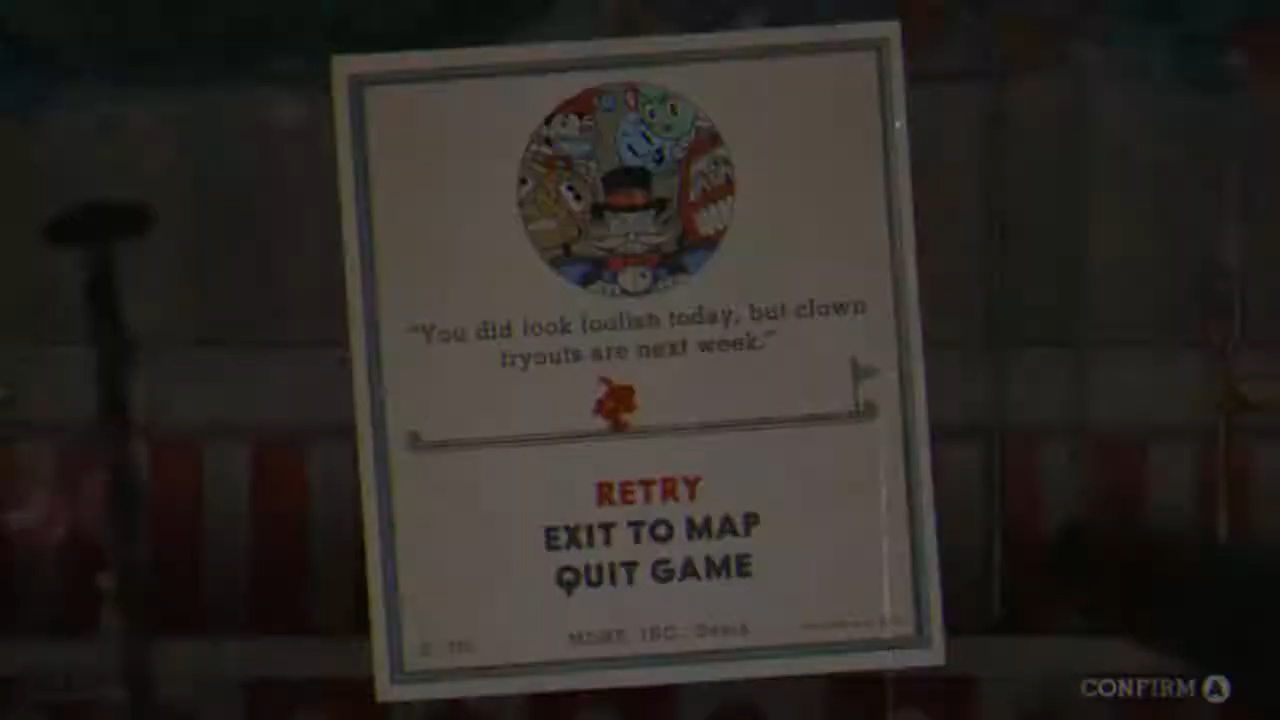 "You did look foolish today, but clown
tryouts are next week."
RETRY
EXIT TO MAP
QUIT GAME
CONFIRM A